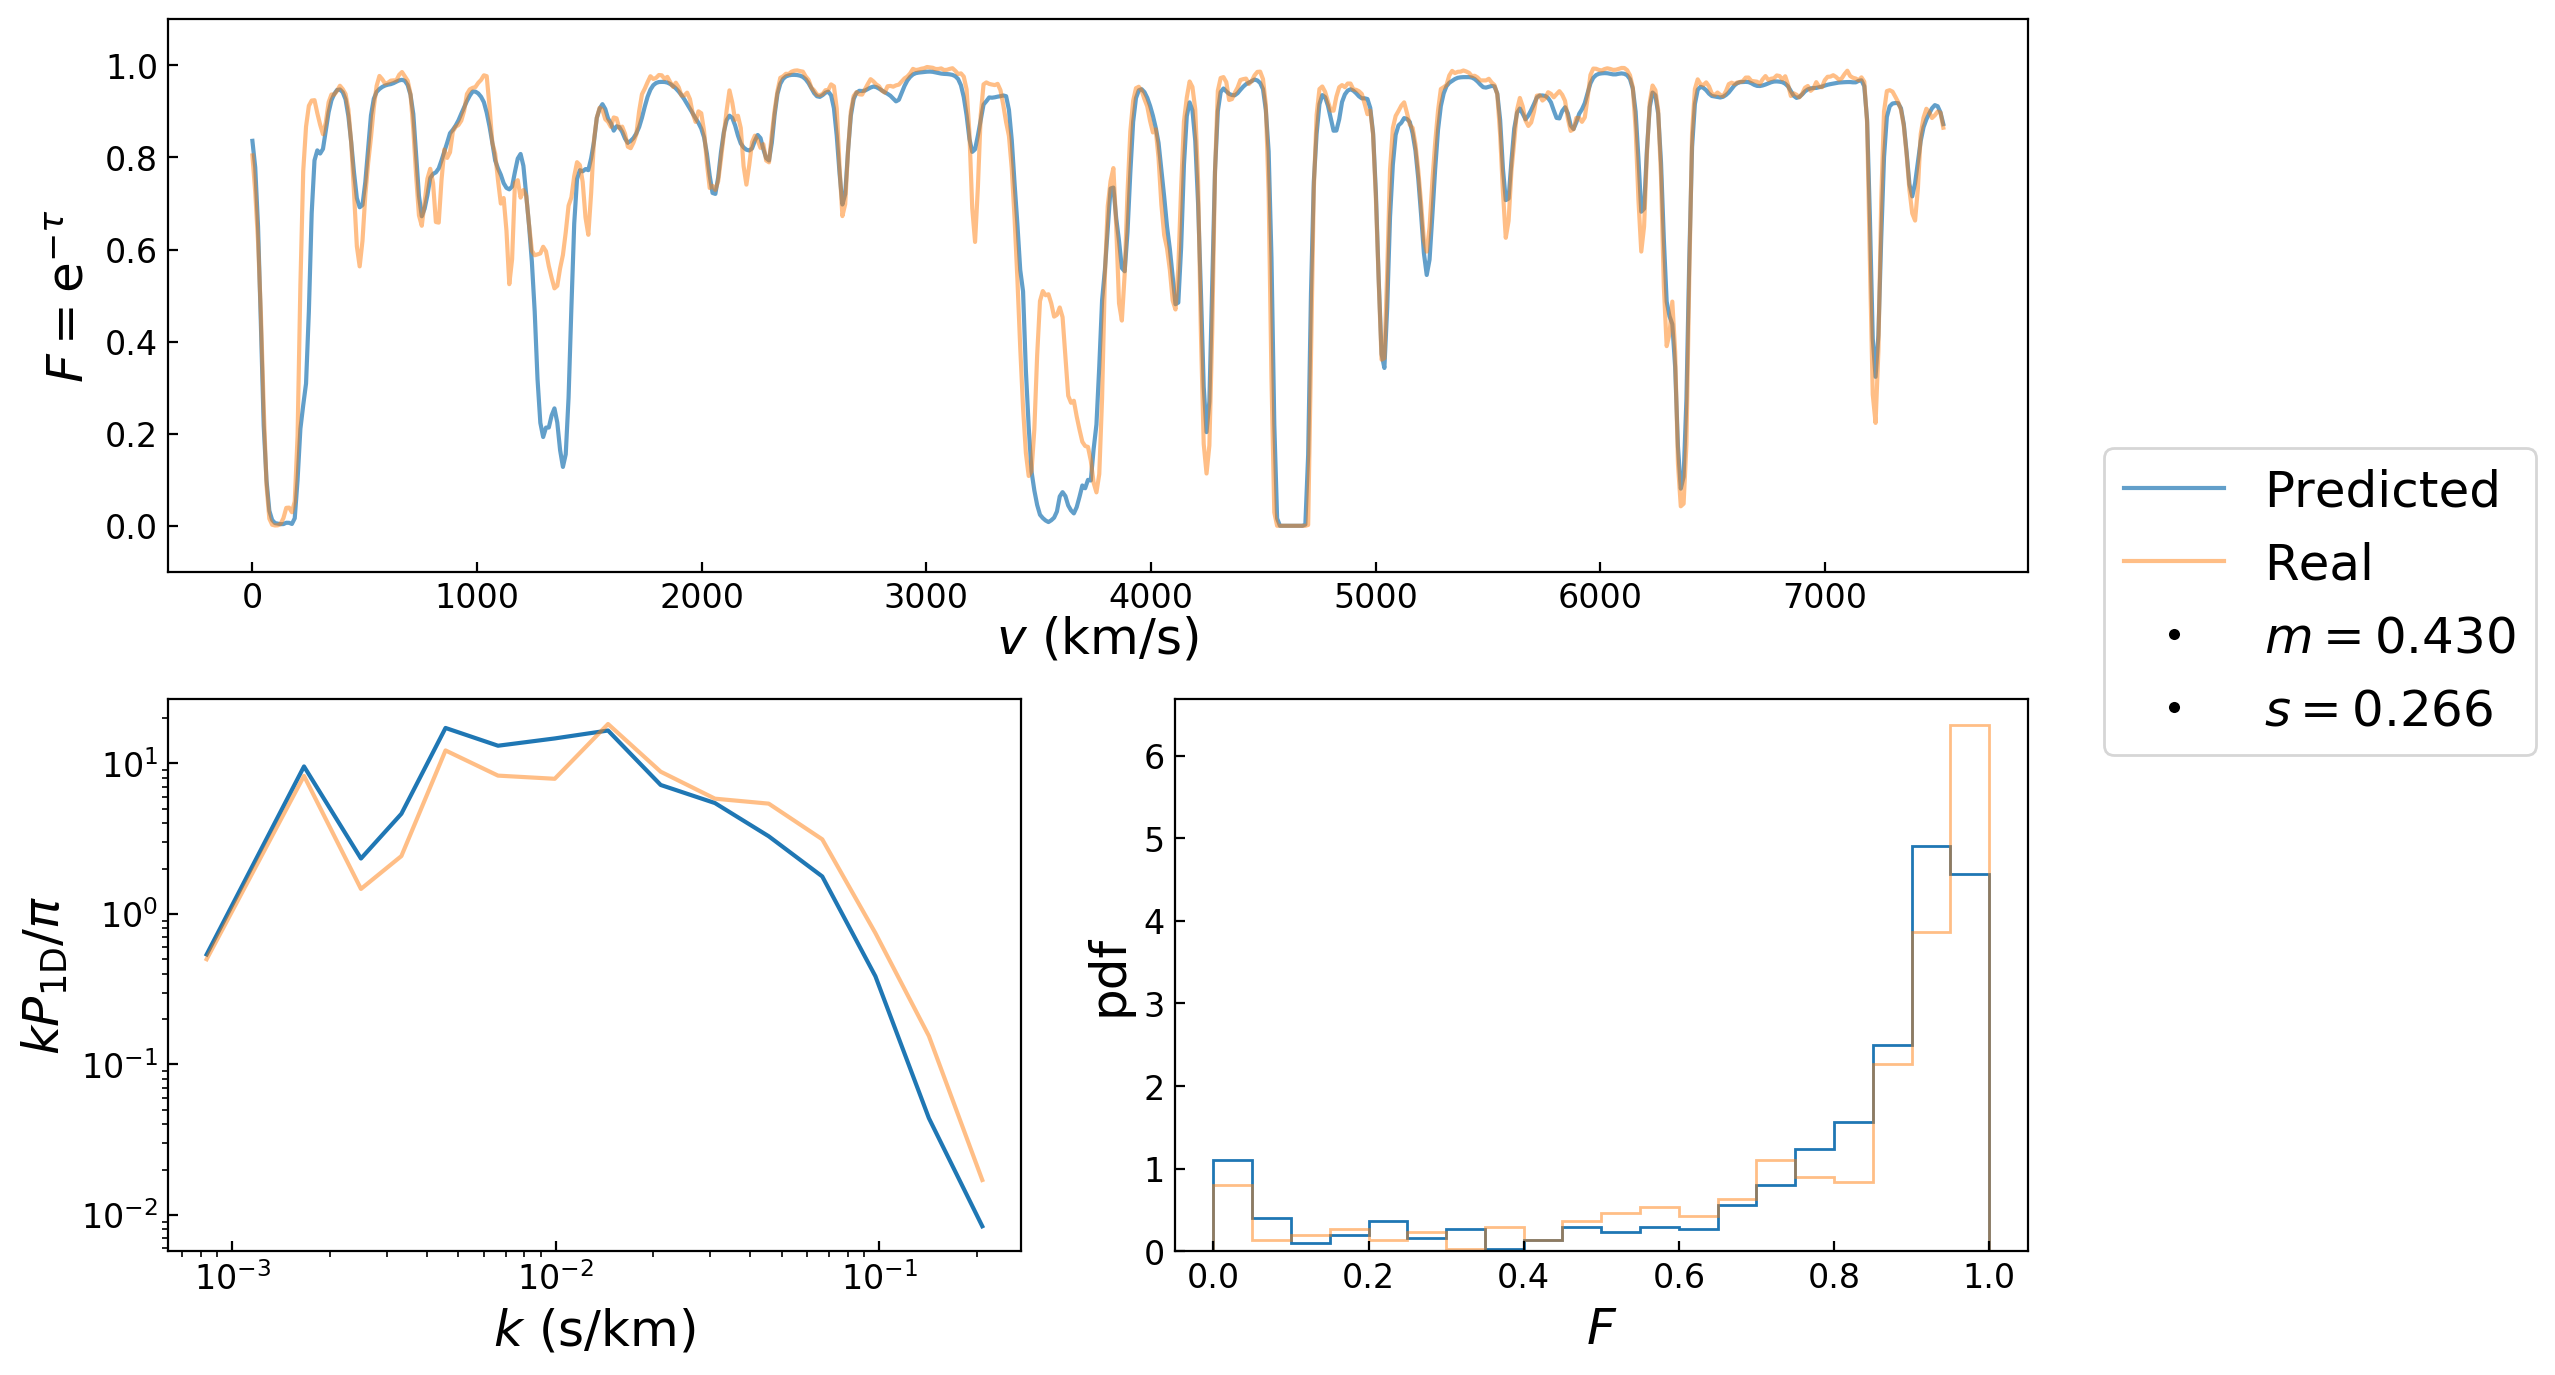 1.0
0.8
0.6
0.4
0.2
0.0
F = e^{-τ}
0 1000 2000 3000 4000 5000 6000 7000
v (km/s)
Predicted
Real
m = 0.430
s = 0.266
10^1
10^0
10^{-1}
10^{-2}
kP_{1D}/π
10^{-3} 10^{-2} 10^{-1}
k (s/km)
6
5
4
3
2
1
0
pdf
0.0 0.2 0.4 0.6 0.8 1.0
F